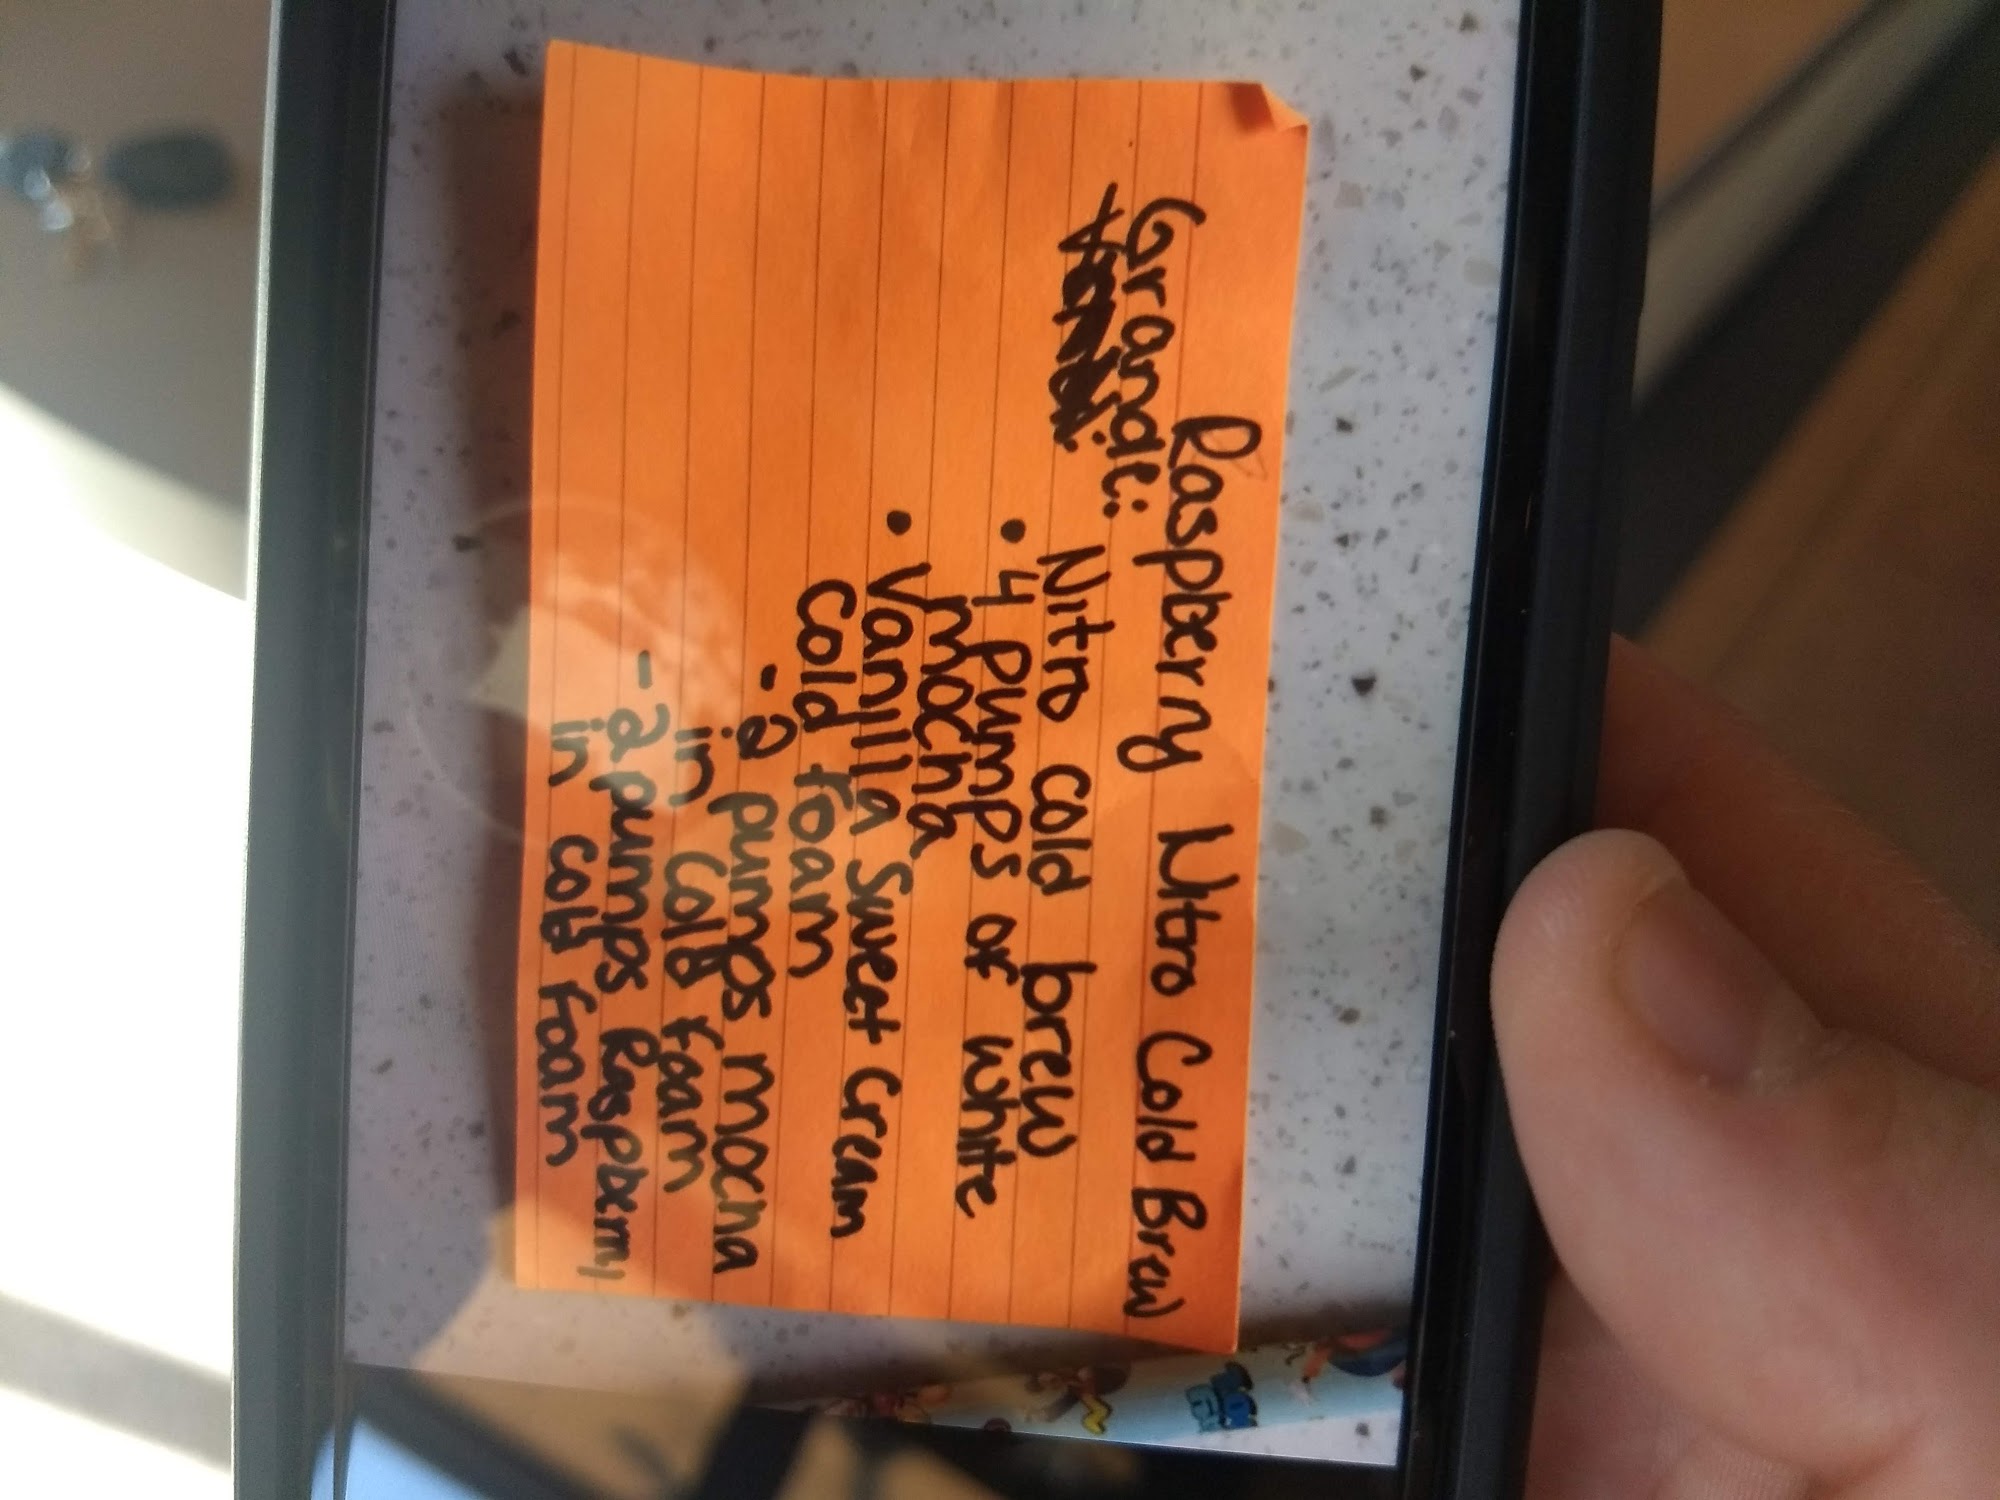 Raspberry Nitro Cold Brew
Grande:
Nitro cold brew
• 4 pumps of white
mocha
• Vanilla Sweet Cream
Cold foam
- 2 pumps mocha
in cold foam
- 2 pumps Raspberry
in cold foam